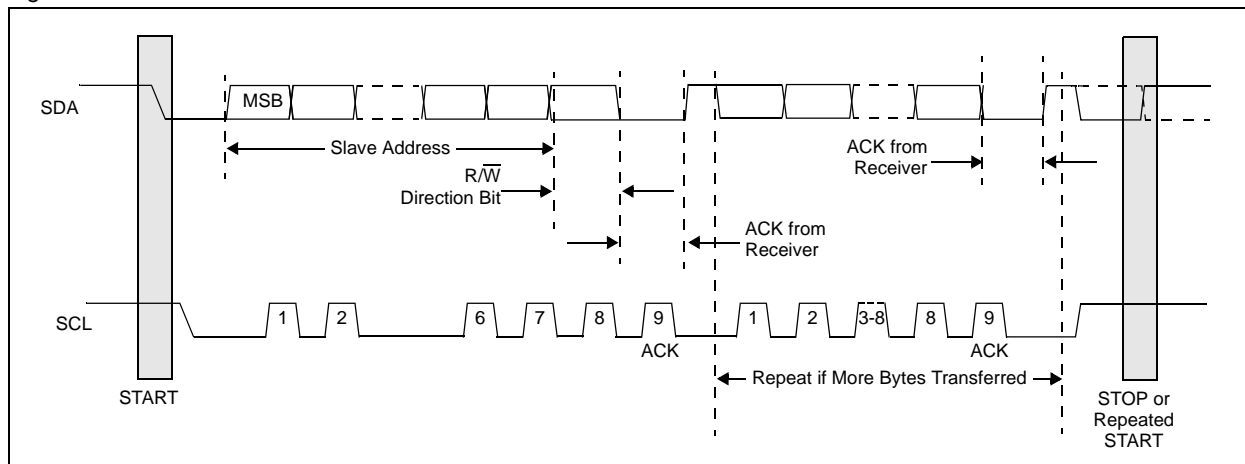 SDA
MSB
Slave Address
R/W̅
Direction Bit
ACK from
Receiver
ACK from
Receiver
SCL
1
2
6
7
8
9
1
2
3-8
8
9
ACK
ACK
Repeat if More Bytes Transferred
START
STOP or
Repeated
START